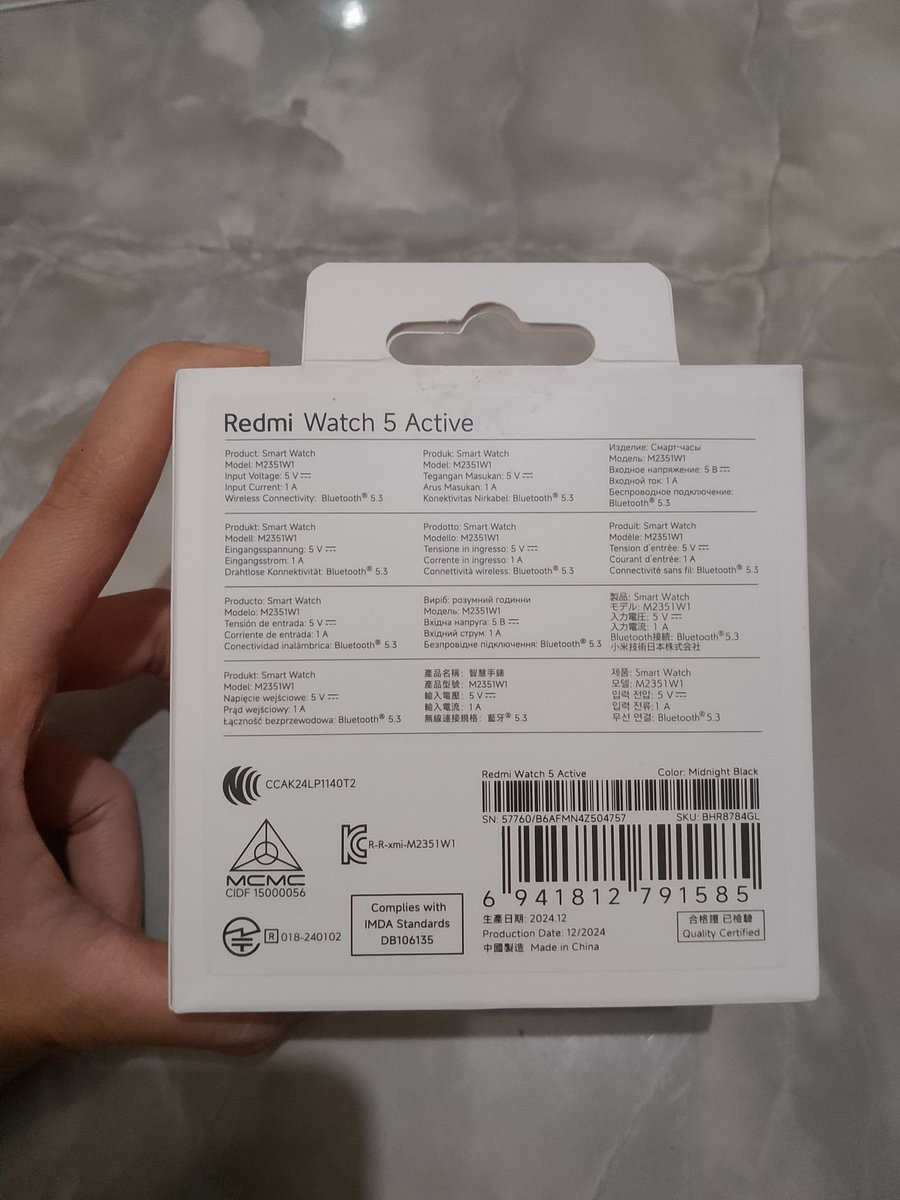 Redmi Watch 5 Active
Product: Smart Watch
Model: M2351W1
Input Voltage: 5 V ⎓
Input Current: 1 A
Wireless Connectivity: Bluetooth® 5.3
Produk: Smart Watch
Model: M2351W1
Tegangan Masukan: 5 V ⎓
Arus Masukan: 1 A
Konektivitas Nirkabel: Bluetooth® 5.3
Изделие: Смарт-часы
Модель: M2351W1
Входное напряжение: 5 В ⎓
Входной ток: 1 А
Беспроводное подключение:
Bluetooth® 5.3
Produkt: Smart Watch
Modell: M2351W1
Eingangsspannung: 5 V ⎓
Eingangsstrom: 1 A
Drahtlose Konnektivität: Bluetooth® 5.3
Prodotto: Smart Watch
Modello: M2351W1
Tensione in ingresso: 5 V ⎓
Corrente in ingresso: 1 A
Connettività wireless: Bluetooth® 5.3
Produit: Smart Watch
Modèle: M2351W1
Tension d'entrée: 5 V ⎓
Courant d'entrée: 1 A
Connectivité sans fil: Bluetooth® 5.3
Producto: Smart Watch
Modelo: M2351W1
Tensión de entrada: 5 V ⎓
Corriente de entrada: 1 A
Conectividad inalámbrica: Bluetooth® 5.3
Виріб: розумний годинни
Модель: M2351W1
Вхідна напруга: 5 В ⎓
Вхідний струм: 1 А
Безпровідне підключення: Bluetooth® 5.3
製品: Smart Watch
モデル: M2351W1
入力電圧: 5 V ⎓
入力電流: 1 A
Bluetooth接続: Bluetooth® 5.3
小米技術日本株式会社
Produkt: Smart Watch
Model: M2351W1
Napięcie wejściowe: 5 V ⎓
Prąd wejściowy: 1 A
Łączność bezprzewodowa: Bluetooth® 5.3
產品名稱: 智慧手錶
產品型號: M2351W1
輸入電壓: 5 V ⎓
輸入電流: 1 A
無線連接規格: 藍牙® 5.3
제품: Smart Watch
모델: M2351W1
입력 전압: 5 V ⎓
입력 전류: 1 A
무선 연결: Bluetooth® 5.3
CCAK24LP1140T2
MCMC
CIDF 15000056
R-R-xmi-M2351W1
R 018-240102
Complies with
IMDA Standards
DB106135
Redmi Watch 5 Active Color: Midnight Black
SN: 57760/B6AFMN4Z504757 SKU: BHR8784GL
6 941812 791585
生產日期: 2024.12
Production Date: 12/2024
中國製造 Made in China
合格證 已檢驗
Quality Certified